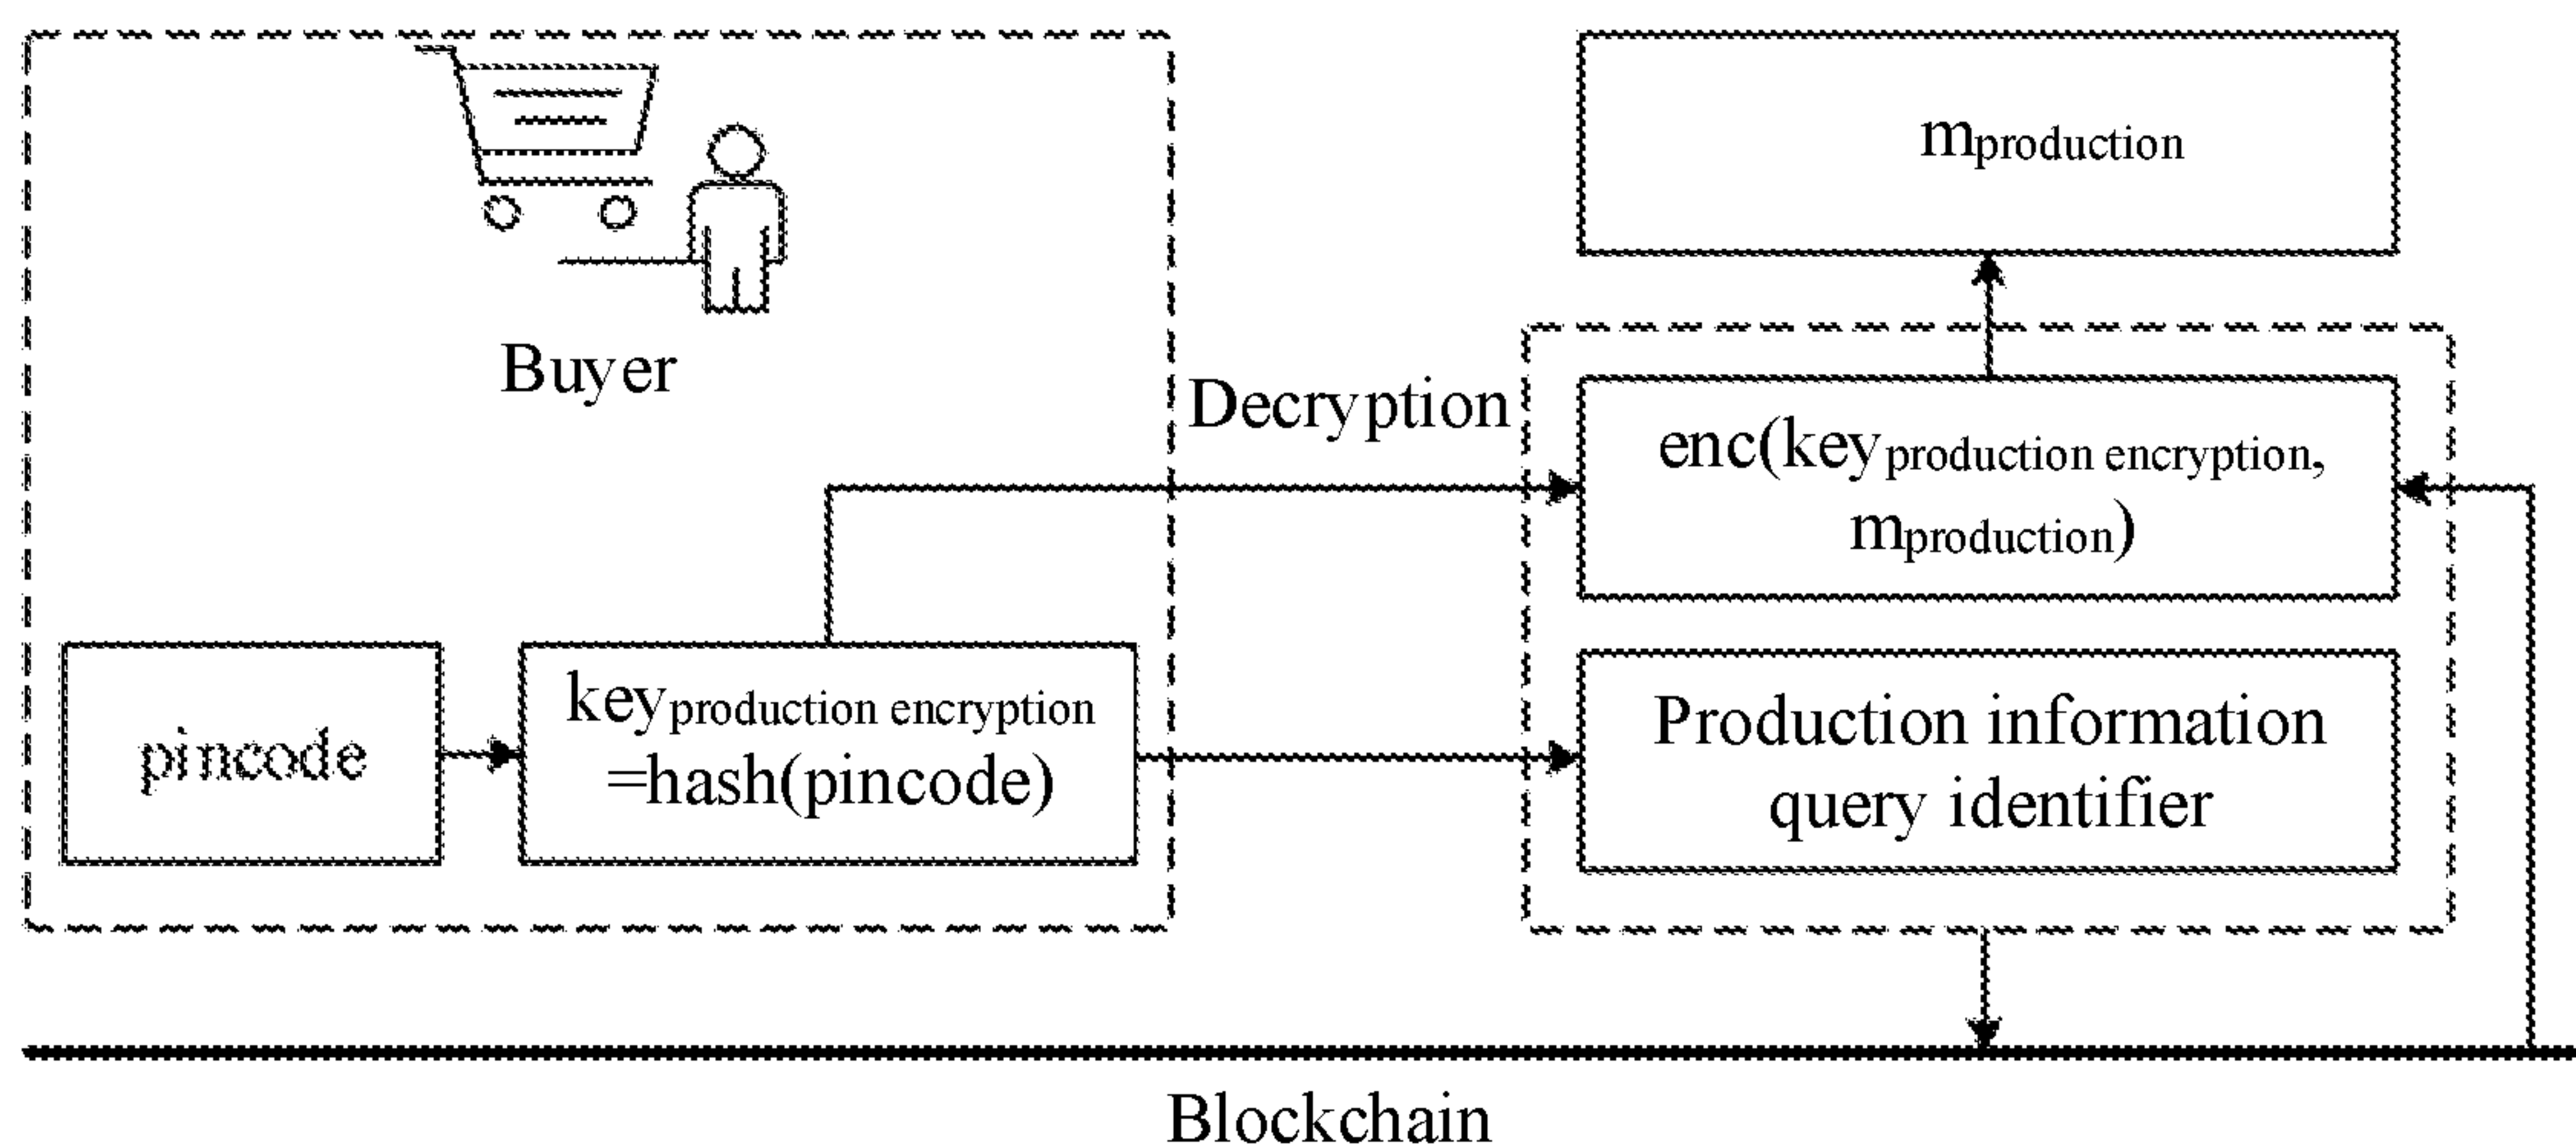 Buyer
pincode
keyproduction encryption
=hash(pincode)
Decryption
mproduction
enc(keyproduction encryption,
mproduction)
Production information
query identifier
Blockchain